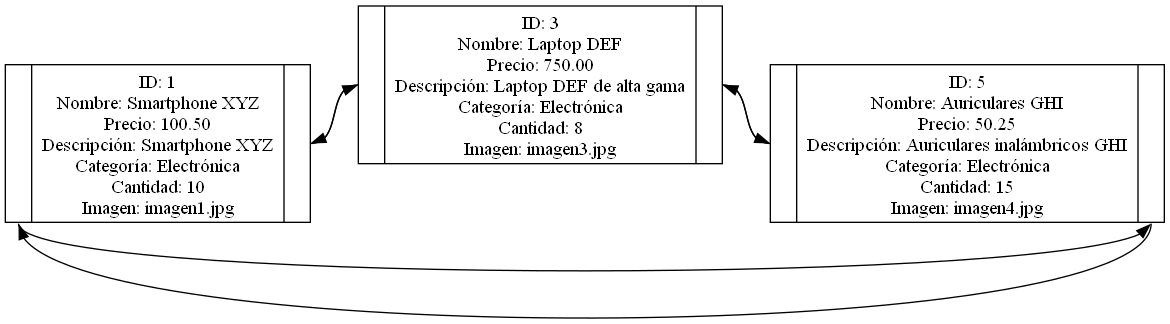 ID: 1
Nombre: Smartphone XYZ
Precio: 100.50
Descripción: Smartphone XYZ
Categoría: Electrónica
Cantidad: 10
Imagen: imagen1.jpg
ID: 3
Nombre: Laptop DEF
Precio: 750.00
Descripción: Laptop DEF de alta gama
Categoría: Electrónica
Cantidad: 8
Imagen: imagen3.jpg
ID: 5
Nombre: Auriculares GHI
Precio: 50.25
Descripción: Auriculares inalámbricos GHI
Categoría: Electrónica
Cantidad: 15
Imagen: imagen4.jpg